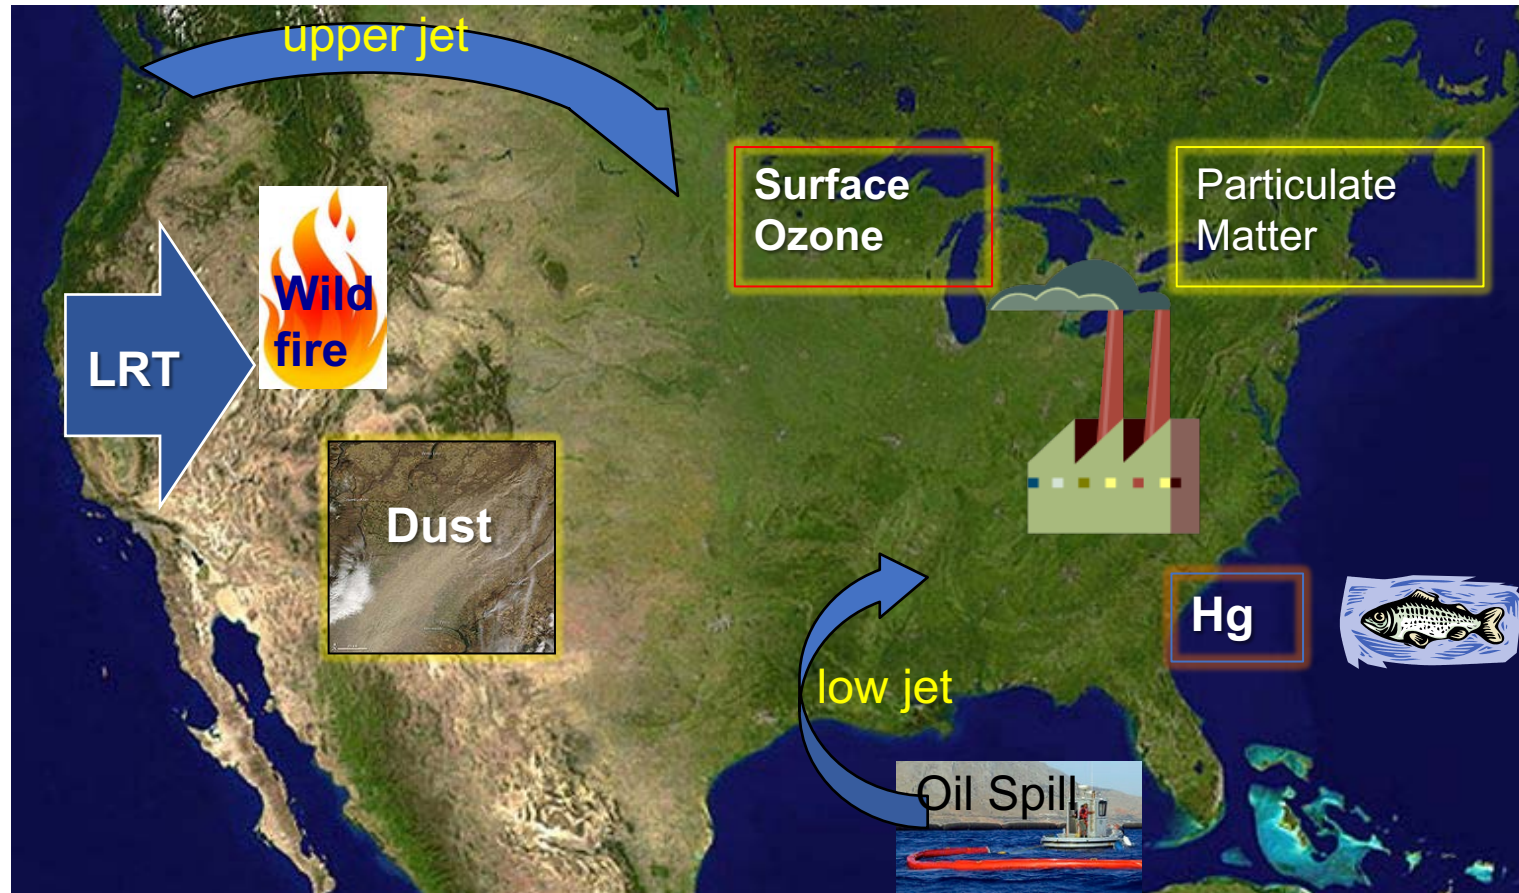 upper jet
Surface
Ozone
Particulate
Matter
Wild
fire
LRT
Dust
Hg
low jet
Oil Spill